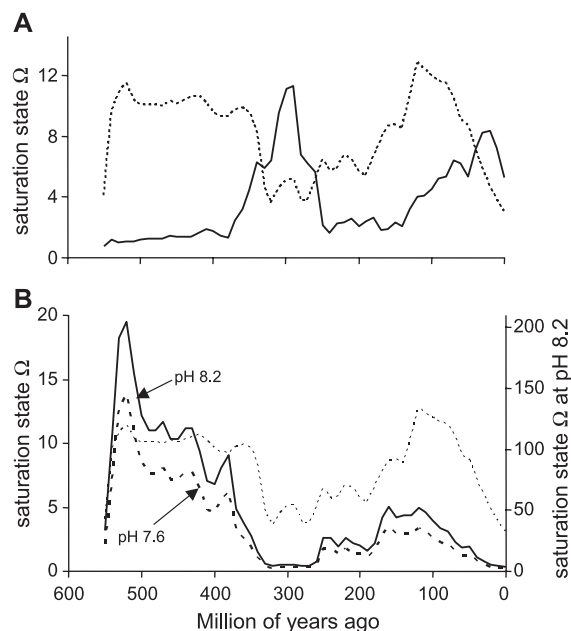 A
saturation state Ω
12
8
4
0
B
saturation state Ω
20
15
10
5
0
pH 8.2
pH 7.6
200
150
100
50
0
saturation state Ω at pH 8.2
600
500
400
300
200
100
0
Million of years ago